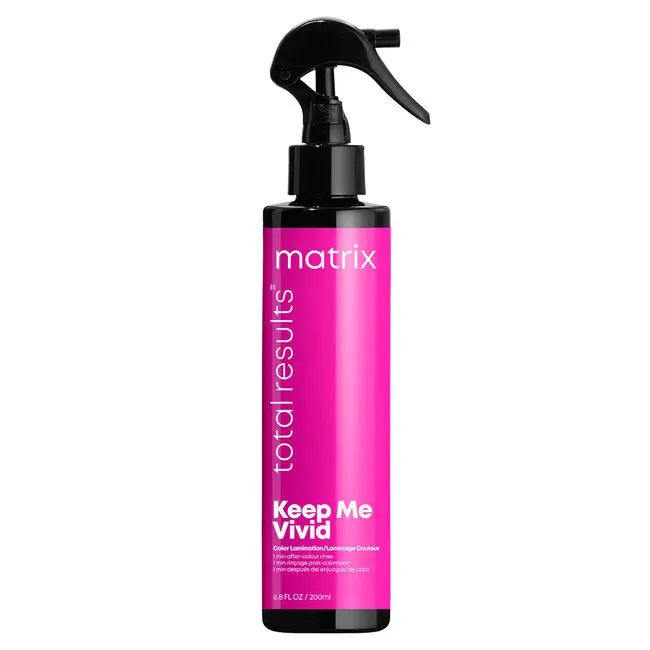 matrix
total results
Keep Me
Vivid
Color Lamination/Laminage Couleur
1 min after-colour rinse
1 min rinçage post-coloration
1 min después del enjuague del color
6.8 FL OZ / 200ml